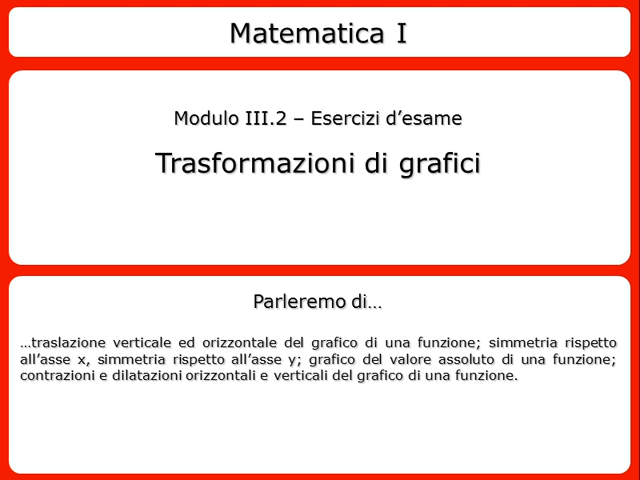 Matematica I
Modulo III.2 – Esercizi d’esame
Trasformazioni di grafici
Parleremo di…
…traslazione verticale ed orizzontale del grafico di una funzione; simmetria rispetto
all’asse x, simmetria rispetto all’asse y; grafico del valore assoluto di una funzione;
contrazioni e dilatazioni orizzontali e verticali del grafico di una funzione.